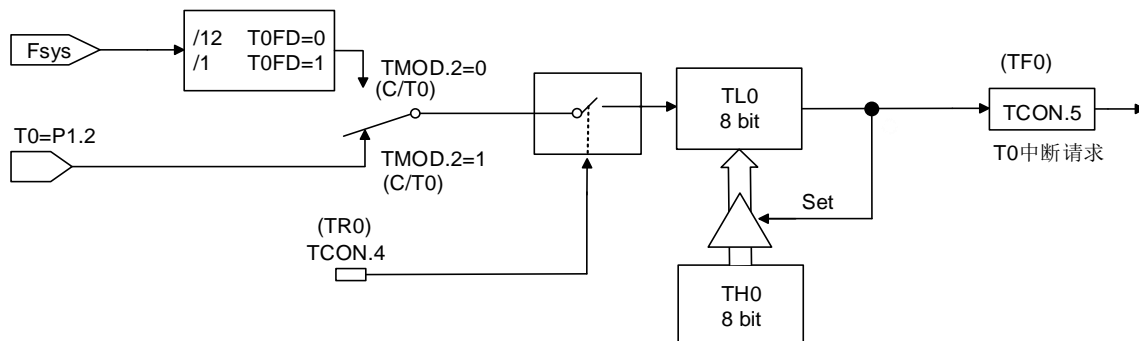 Fsys
/12 T0FD=0
/1 T0FD=1
TMOD.2=0
(C/T0)
T0=P1.2
TMOD.2=1
(C/T0)
(TR0)
TCON.4
TL0
8 bit
Set
TH0
8 bit
(TF0)
TCON.5
T0中断请求